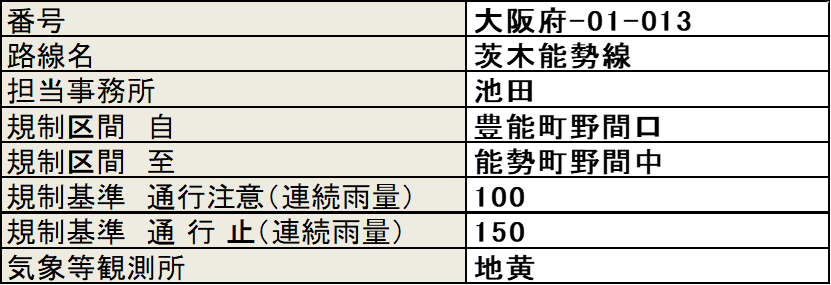 番号 大阪府-01-013
路線名 茨木能勢線
担当事務所 池田
規制区間 自 豊能町野間口
規制区間 至 能勢町野間中
規制基準 通行注意（連続雨量） 100
規制基準 通 行 止（連続雨量） 150
気象等観測所 地黄